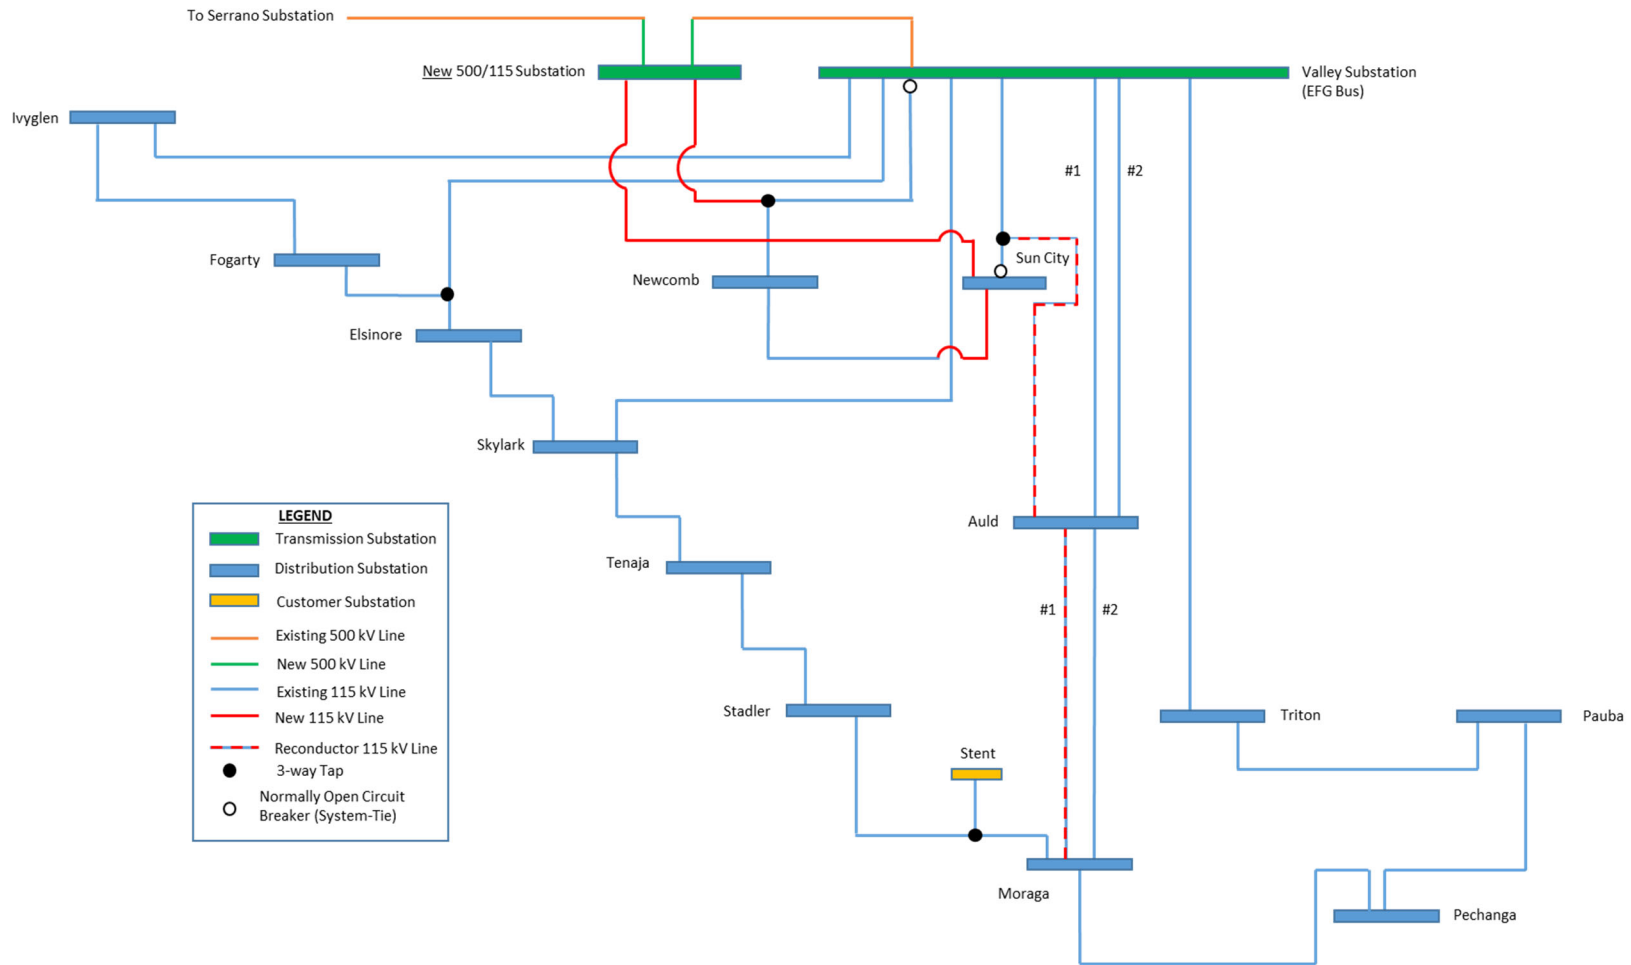 To Serrano Substation
New 500/115 Substation
Valley Substation
(EFG Bus)
Ivyglen
#1
#2
Fogarty
Newcomb
Sun City
Elsinore
Skylark
Auld
LEGEND
Transmission Substation
Distribution Substation
Customer Substation
Existing 500 kV Line
New 500 kV Line
Existing 115 kV Line
New 115 kV Line
Reconductor 115 kV Line
3-way Tap
Normally Open Circuit
Breaker (System-Tie)
Tenaja
#1
#2
Stadler
Triton
Pauba
Stent
Moraga
Pechanga